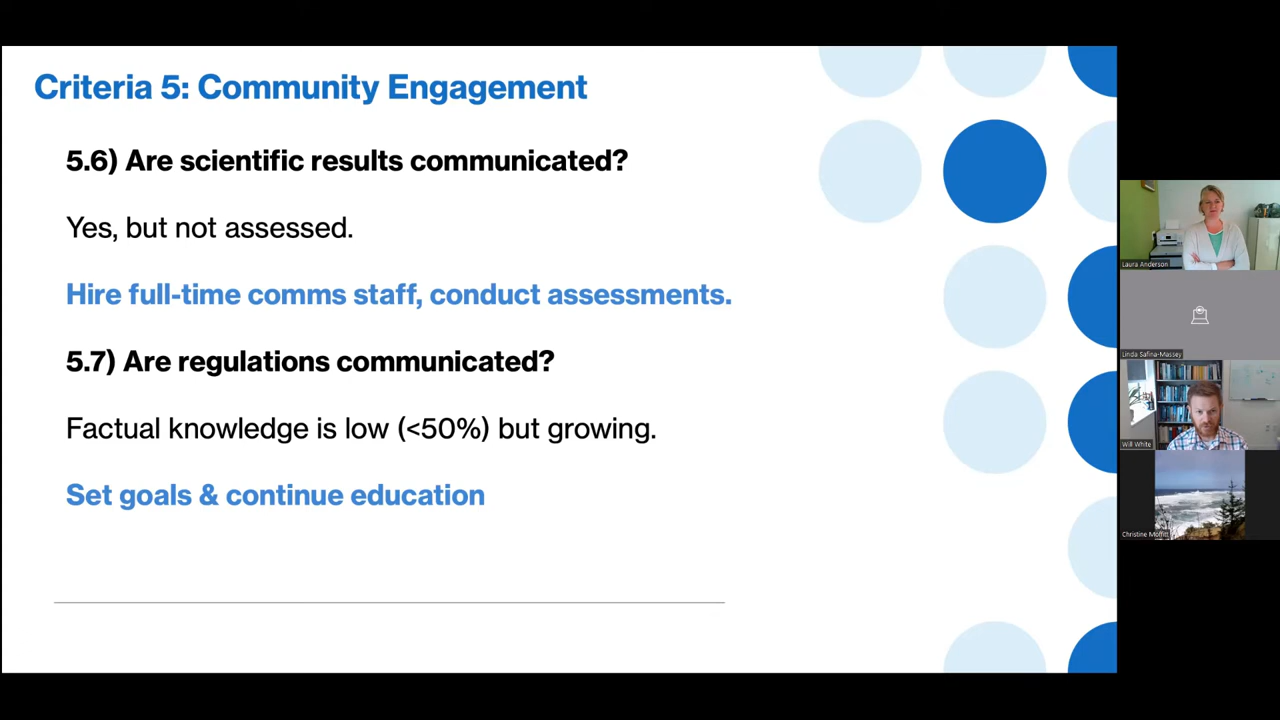 Criteria 5: Community Engagement
5.6) Are scientific results communicated?
Yes, but not assessed.
Hire full-time comms staff, conduct assessments.
5.7) Are regulations communicated?
Factual knowledge is low (<50%) but growing.
Set goals & continue education
Laura Anderson
Linda Safina-Massey
Will White
Christine Moffitt